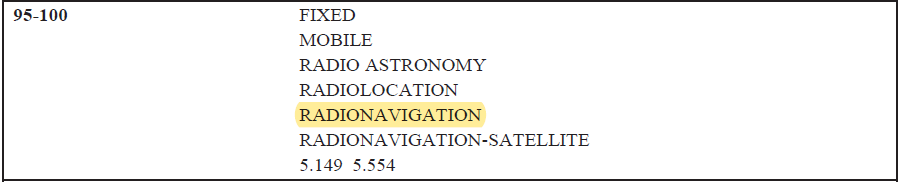 95-100 FIXED
MOBILE
RADIO ASTRONOMY
RADIOLOCATION
RADIONAVIGATION
RADIONAVIGATION-SATELLITE
5.149 5.554